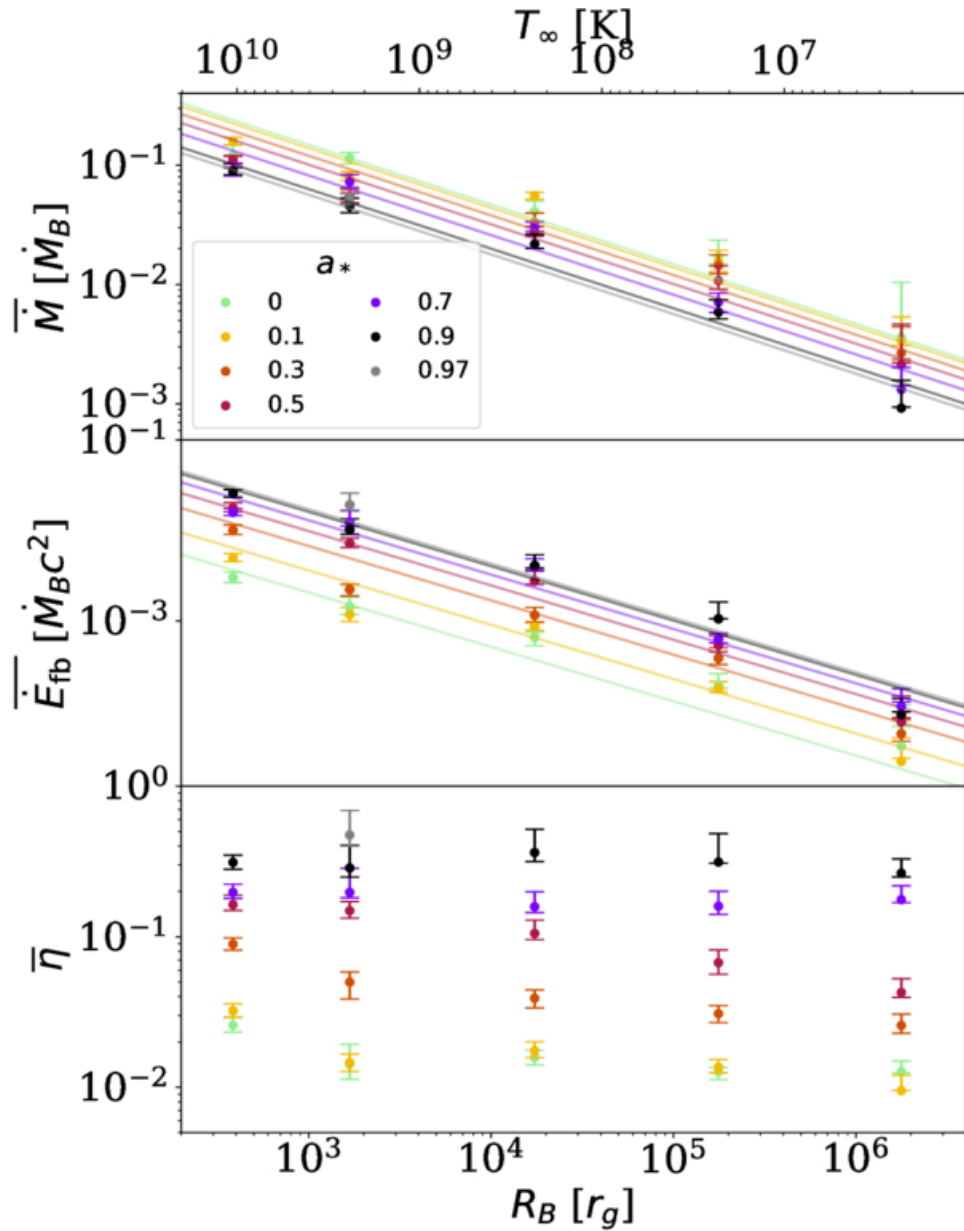 T∞ [K]
10¹⁰ 10⁹ 10⁸ 10⁷
10⁻¹
10⁻²
10⁻³
Ṁ [Ṁ_B]
a*
0 0.7
0.1 0.9
0.3 0.97
0.5
10⁻¹
10⁻³
Ė_fb [Ṁ_B c²]
10⁰
10⁻¹
10⁻²
η
10³ 10⁴ 10⁵ 10⁶
R_B [r_g]